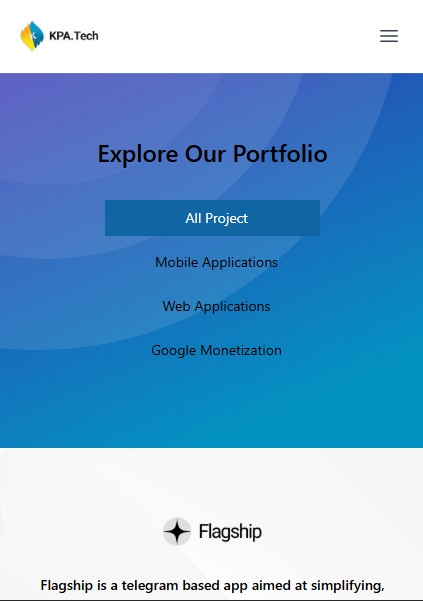 KPA.Tech
Explore Our Portfolio
All Project
Mobile Applications
Web Applications
Google Monetization
Flagship
Flagship is a telegram based app aimed at simplifying,